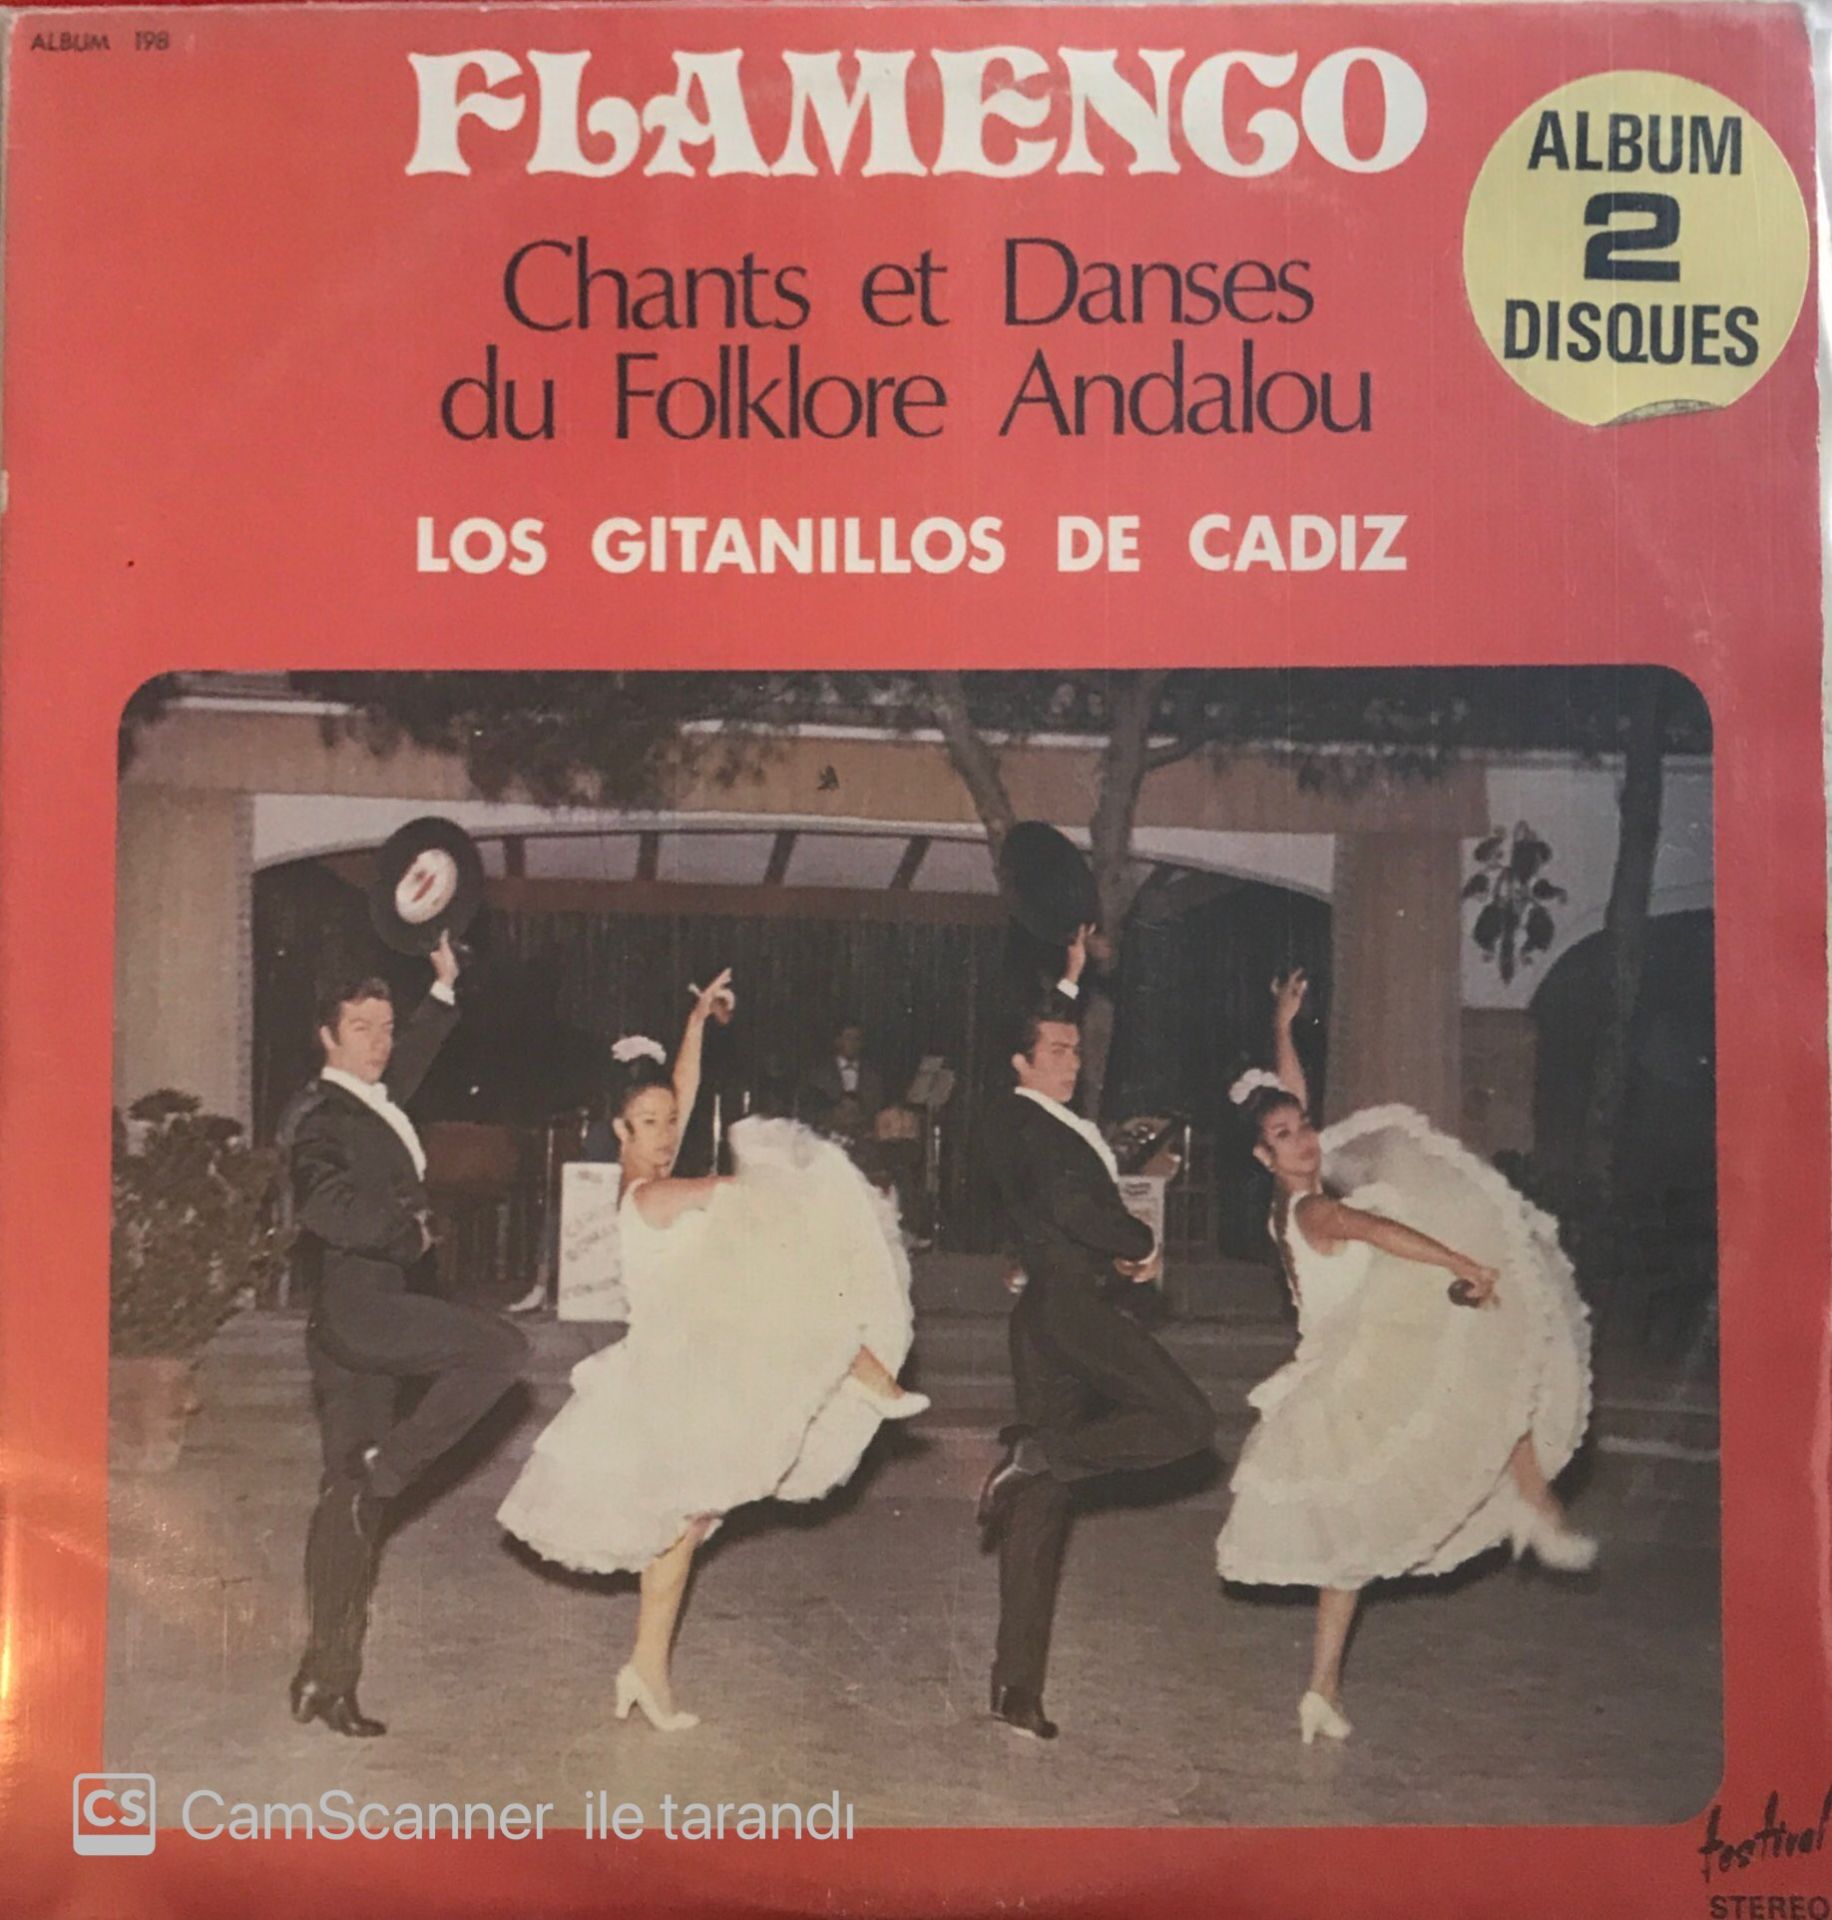 ALBUM 198
FLAMENCO
ALBUM
2
DISQUES
Chants et Danses
du Folklore Andalou
LOS GITANILLOS DE CADIZ
CS CamScanner ile tarandı
festival
STEREO